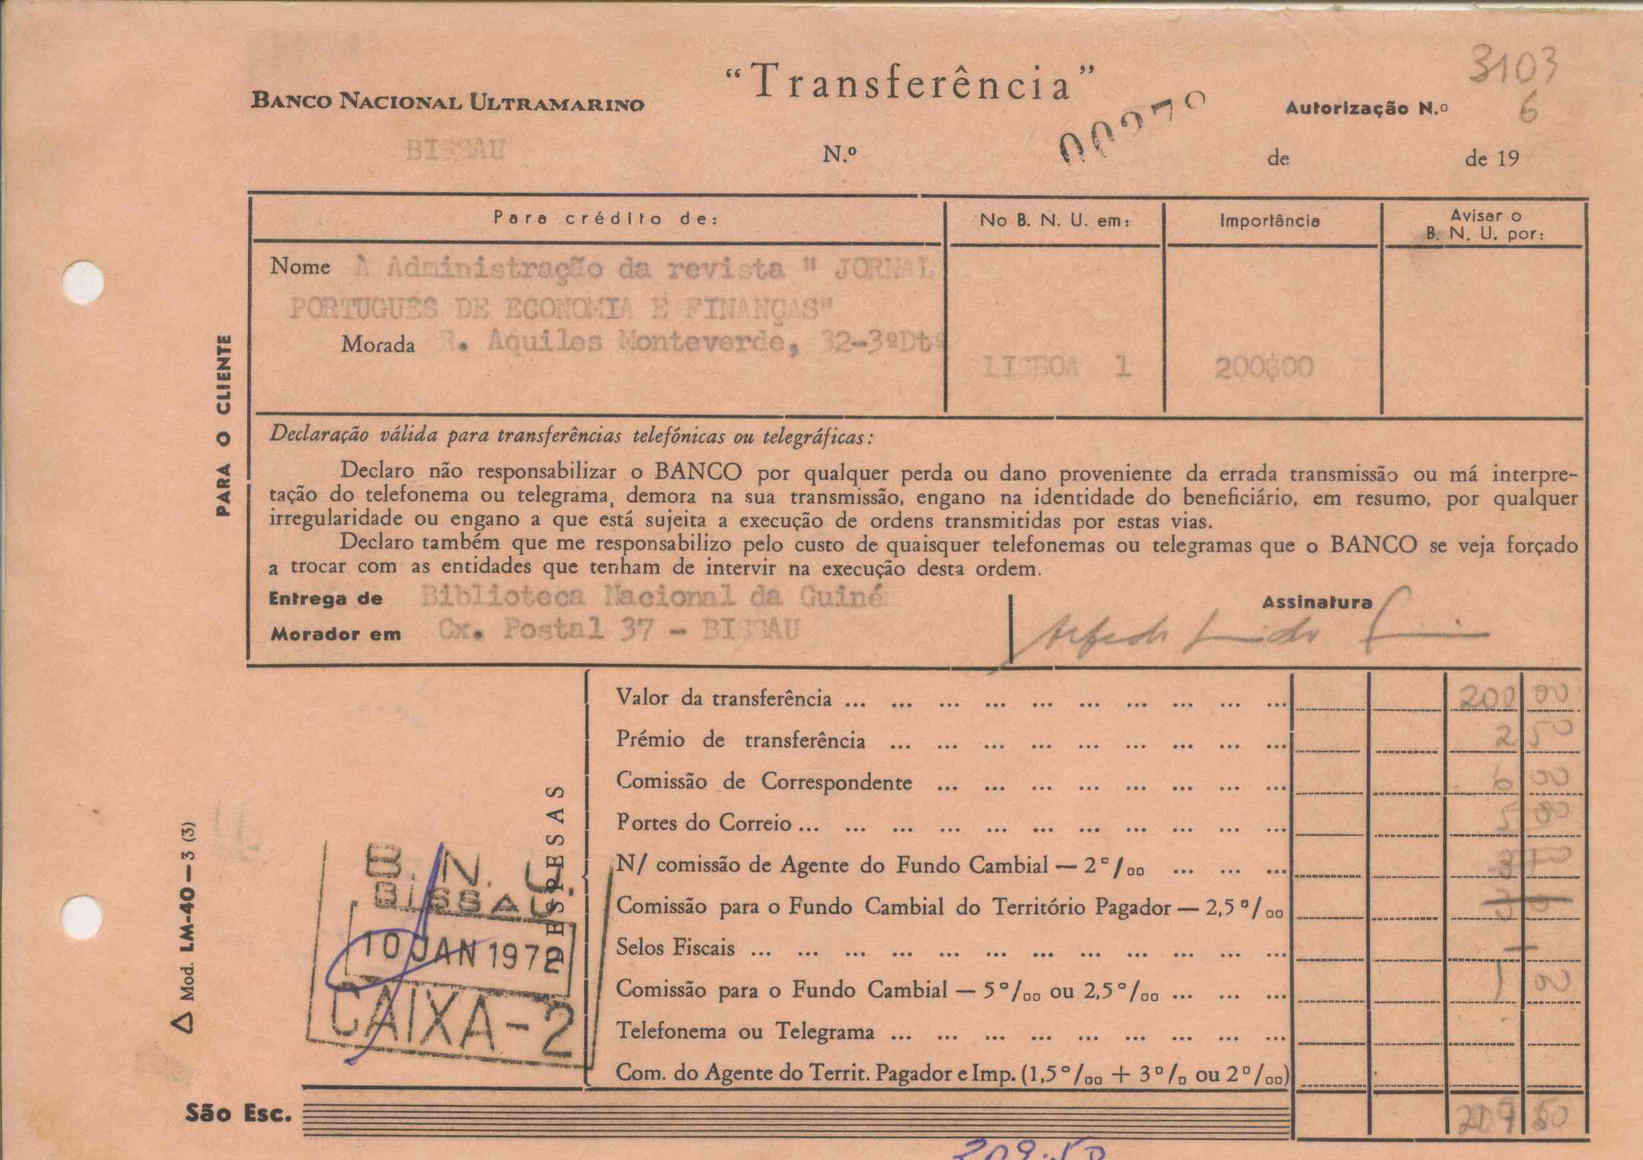 "Transferência"
BANCO NACIONAL ULTRAMARINO
BISSAU
3103
Autorização N.º 6
N.º
de de 19
Para crédito de:
No B. N. U. em:
Importância
Avisar o
B. N. U. por:
Nome À Administração da revista " JORNAL
PORTUGUÊS DE ECONOMIA E FINANÇAS"
Morada R. Aquiles Monteverde, 32-3ºDtº
LISBOA 1
200$00
PARA O CLIENTE
Declaração válida para transferências telefónicas ou telegráficas:
Declaro não responsabilizar o BANCO por qualquer perda ou dano proveniente da errada transmissão ou má interpre-
tação do telefonema ou telegrama, demora na sua transmissão, engano na identidade do beneficiário, em resumo, por qualquer
irregularidade ou engano a que está sujeita a execução de ordens transmitidas por estas vias.
Declaro também que me responsabilizo pelo custo de quaisquer telefonemas ou telegramas que o BANCO se veja forçado
a trocar com as entidades que tenham de intervir na execução desta ordem.
Entrega de Biblioteca Nacional da Guiné
Morador em Cx. Postal 37 - BISSAU
Assinatura
DESPESAS
Valor da transferência ... ... ... ... ... ... ... ... ... ... 200 00
Prémio de transferência ... ... ... ... ... ... ... ... ... 2 50
Comissão de Correspondente ... ... ... ... ... ... ... ...
Portes do Correio ... ... ... ... ... ... ... ... ... ... ...
N/ comissão de Agente do Fundo Cambial — 2º/oo ... ... ...
Comissão para o Fundo Cambial do Território Pagador — 2,5º/oo
Selos Fiscais ... ... ... ... ... ... ... ... ... ... ... ...
Comissão para o Fundo Cambial — 5º/oo ou 2,5º/oo ... ... ... 1 00
Telefonema ou Telegrama ... ... ... ... ... ... ... ... ...
Com. do Agente do Territ. Pagador e Imp. (1,5º/oo + 3º/o ou 2º/oo)
B. N. U.
BISSAU
10 JAN 1972
CAIXA-2
Δ Mod. LM-40—3 (3)
São Esc.
209.50